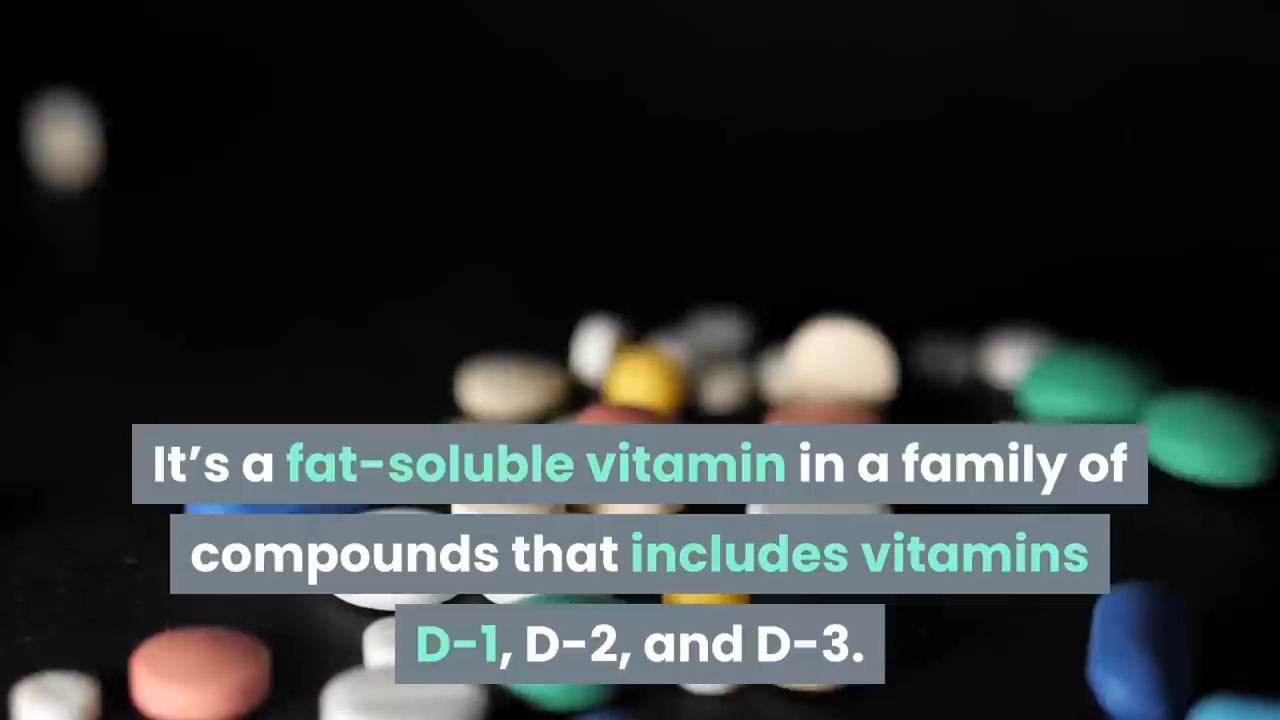 It’s a fat-soluble vitamin in a family of
compounds that includes vitamins
D-1, D-2, and D-3.